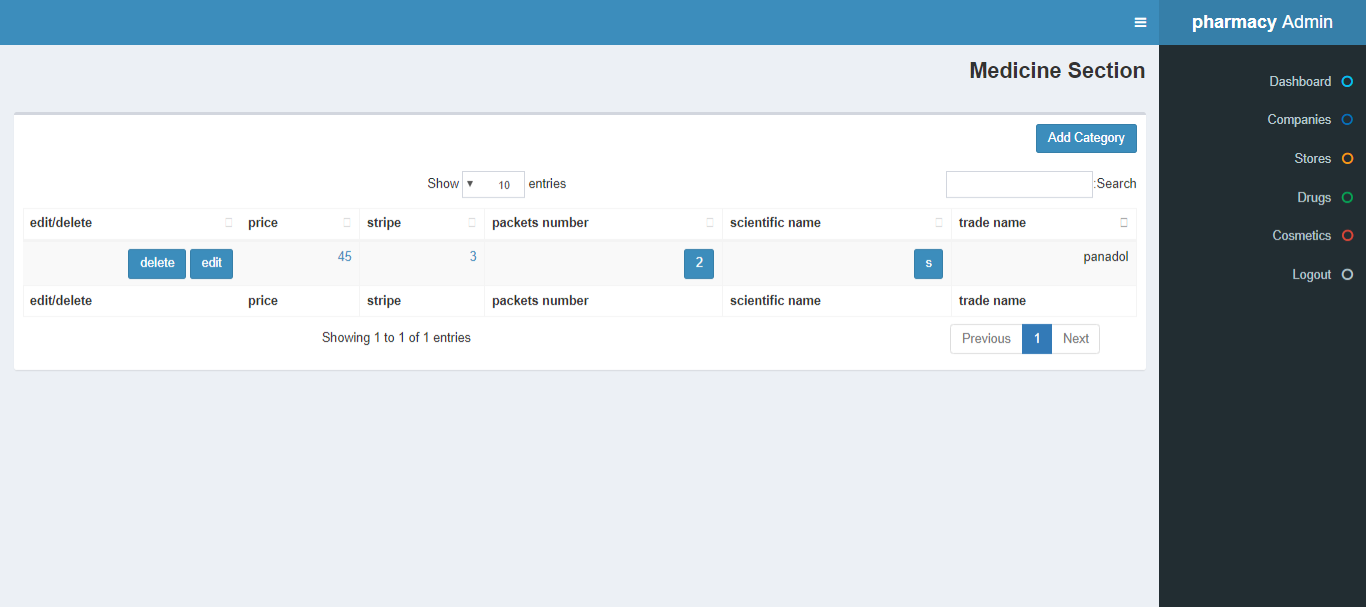 pharmacy Admin
Dashboard
Companies
Stores
Drugs
Cosmetics
Logout
Medicine Section
Add Category
Show 10 entries
:Search
edit/delete price stripe packets number scientific name trade name
delete edit 45 3 2 s panadol
edit/delete price stripe packets number scientific name trade name
Showing 1 to 1 of 1 entries
Previous 1 Next